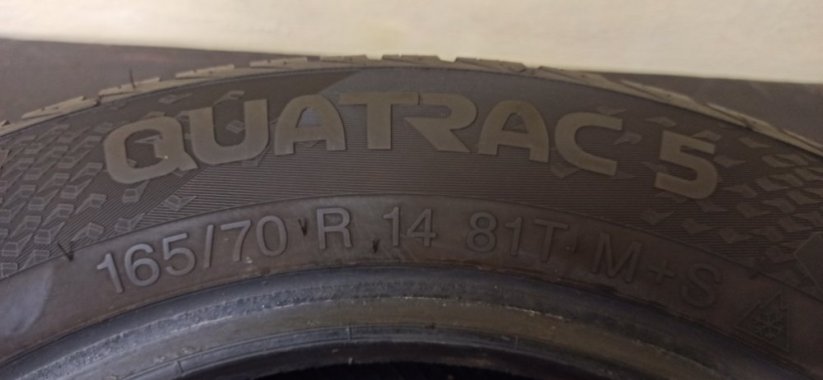 QUATRAC 5
165/70 R 14 81T M+S